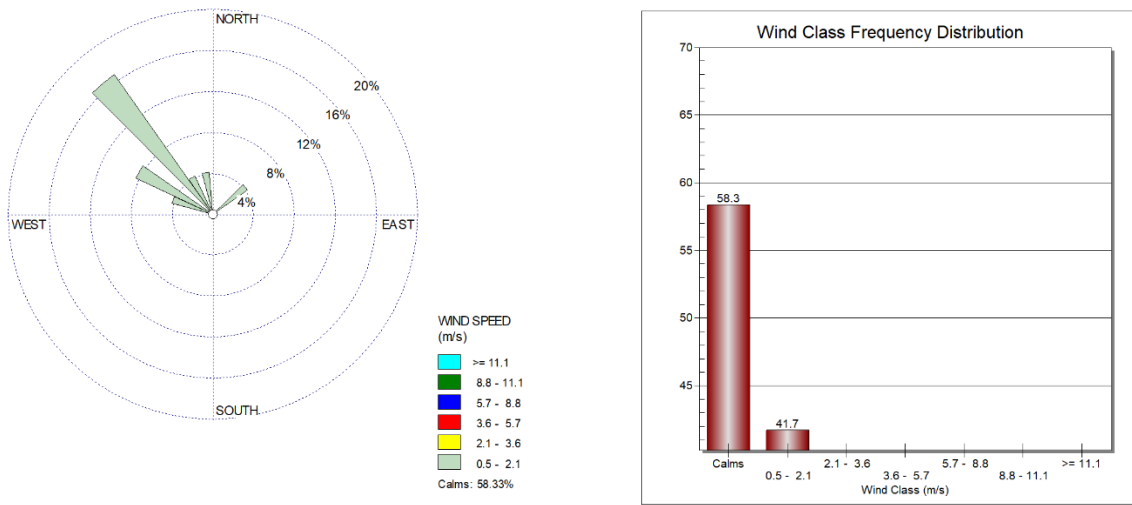 NORTH
20%
16%
12%
8%
4%
WEST
EAST
SOUTH
WIND SPEED
(m/s)
>= 11.1
8.8 - 11.1
5.7 - 8.8
3.6 - 5.7
2.1 - 3.6
0.5 - 2.1
Calms: 58.33%
Wind Class Frequency Distribution
70
65
60
55
50
45
58.3
41.7
Calms
0.5 - 2.1
2.1 - 3.6
3.6 - 5.7
5.7 - 8.8
8.8 - 11.1
>= 11.1
Wind Class (m/s)